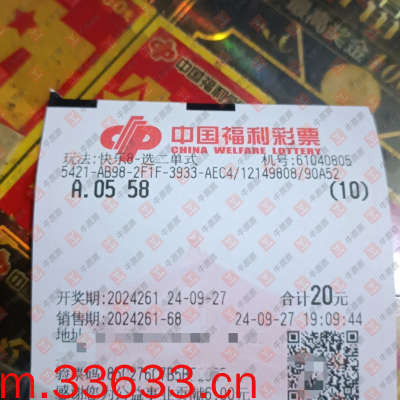 中国福利彩票
CHINA WELFARE LOTTERY
玩法:快乐8-选二单式 机号:61040805
5421-AB98-2F1F-3933-AEC4/12149808/90A52
A.05 58 (10)
开奖期:2024261 24-09-27 合计20元
销售期:2024261-68 24-09-27 19:09:44
地址
m.33633.cn